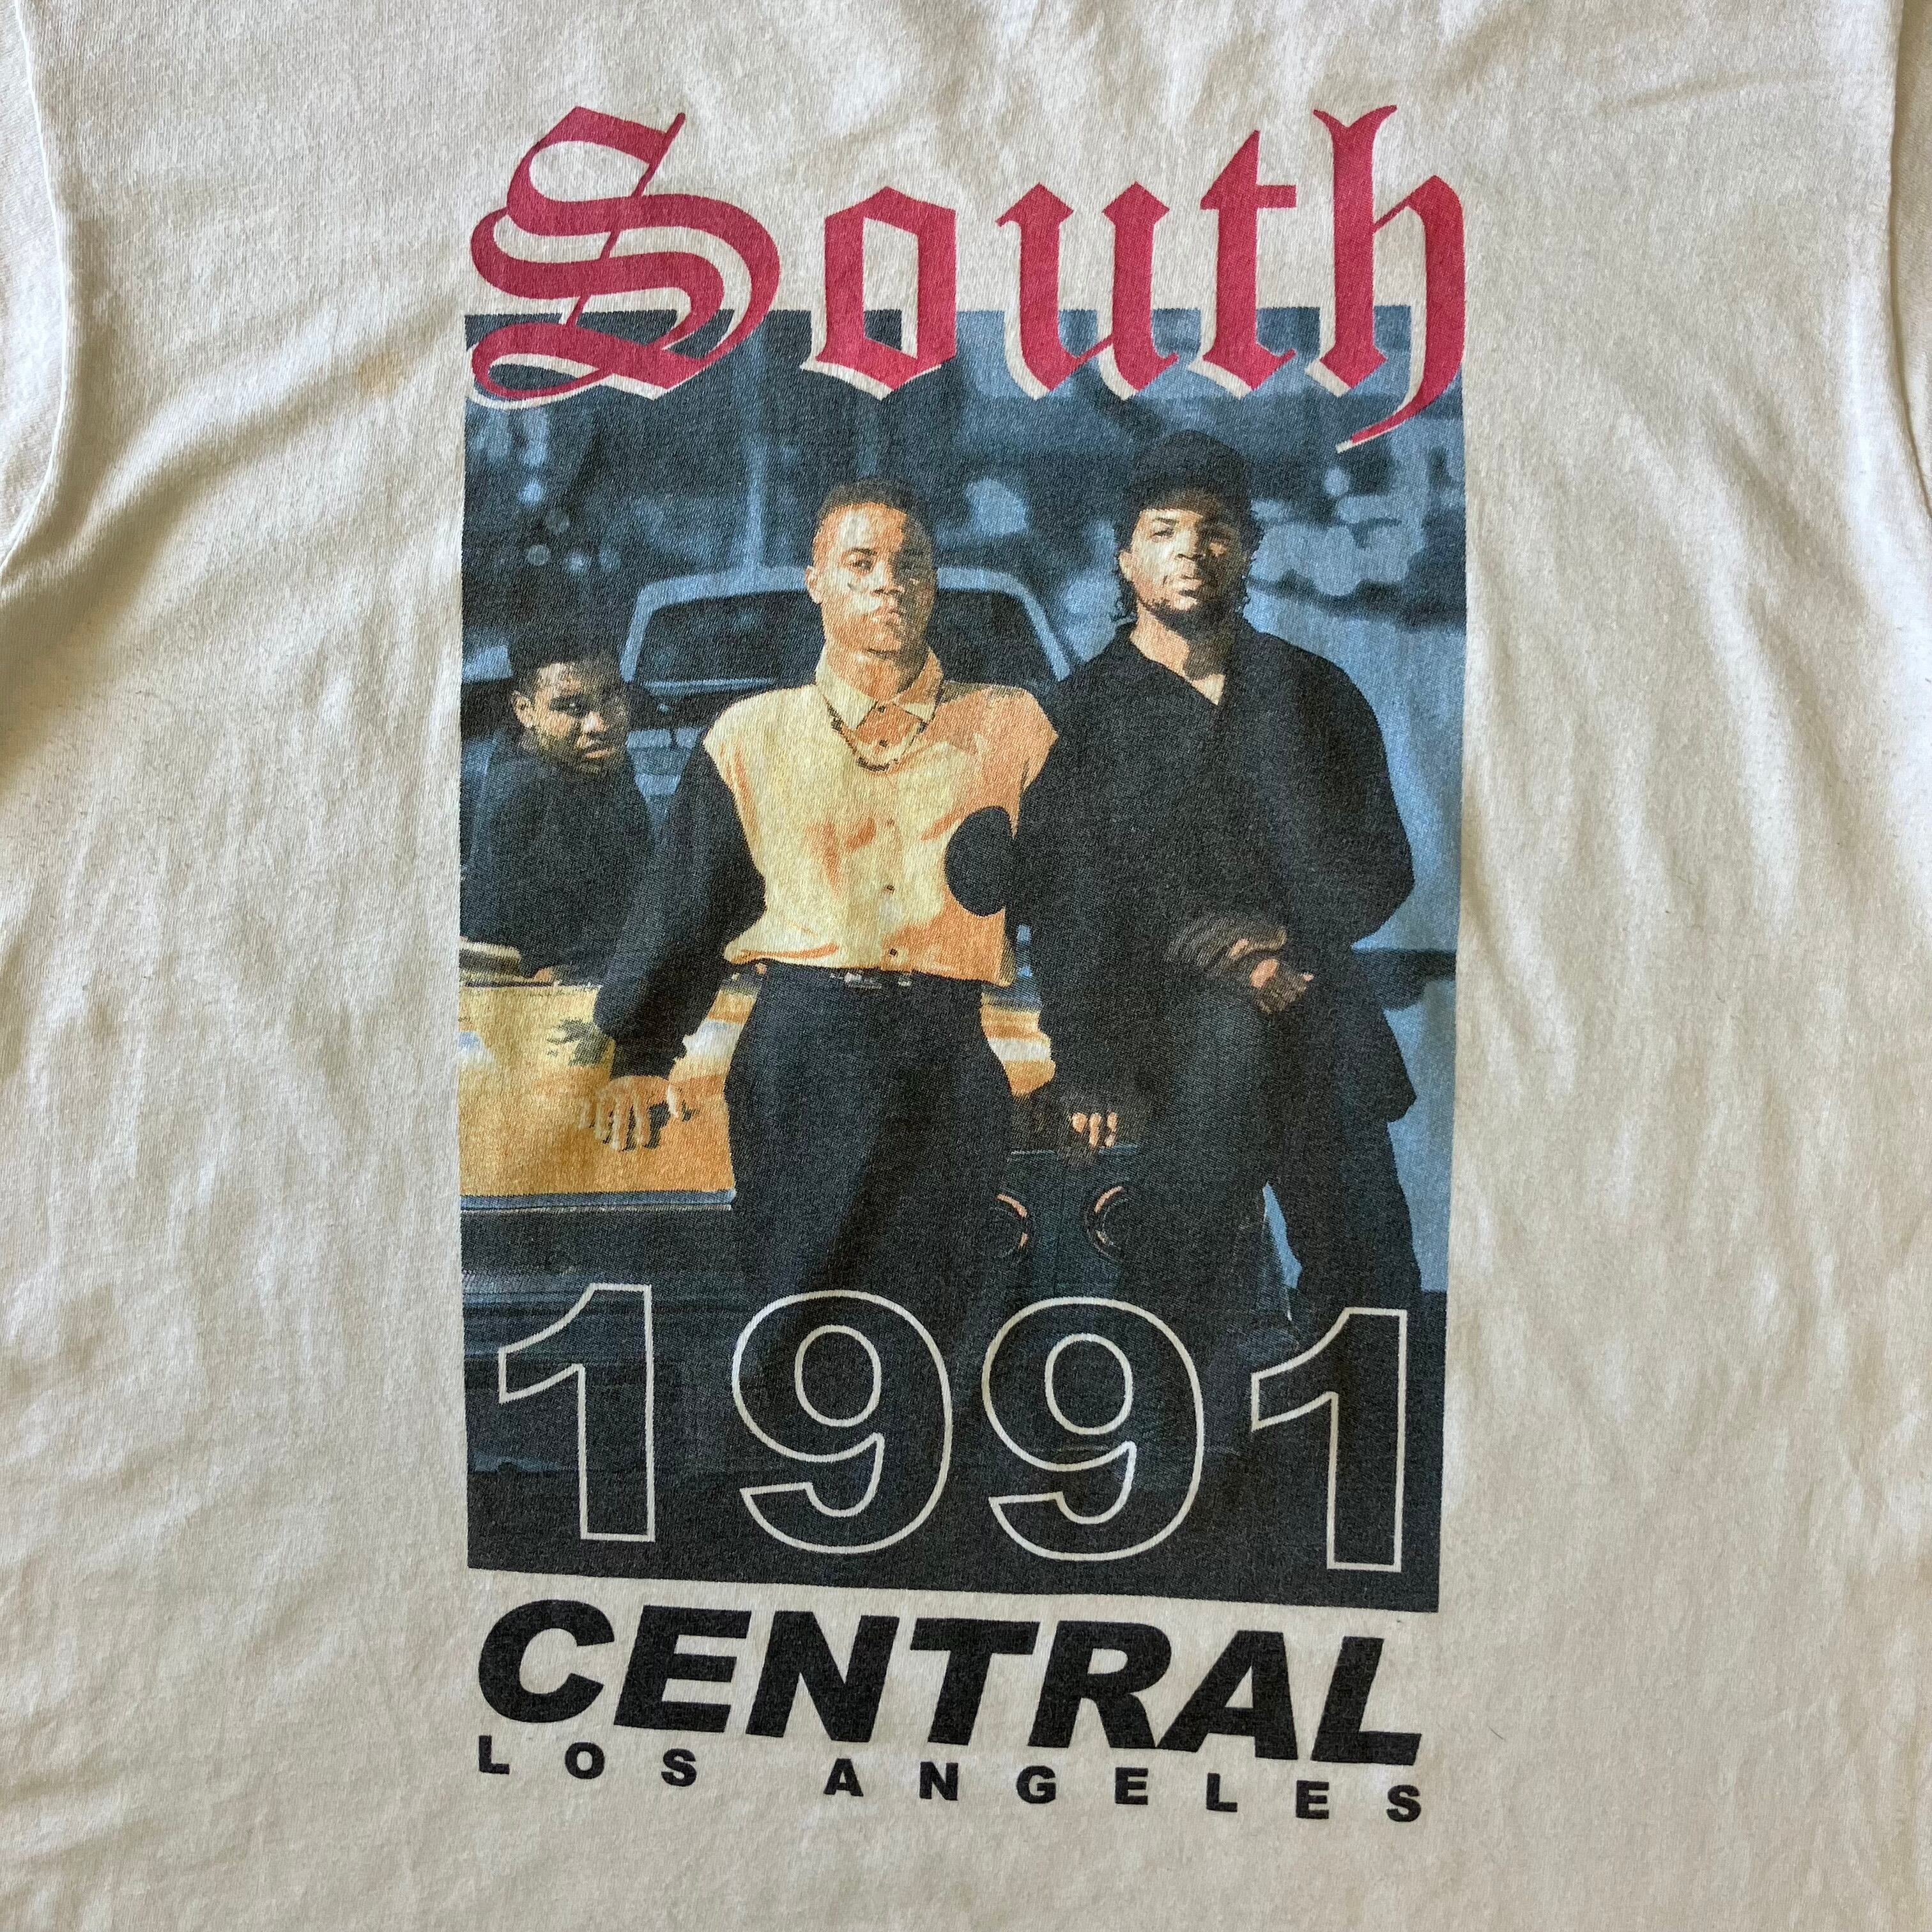 South
1991
CENTRAL
LOS ANGELES